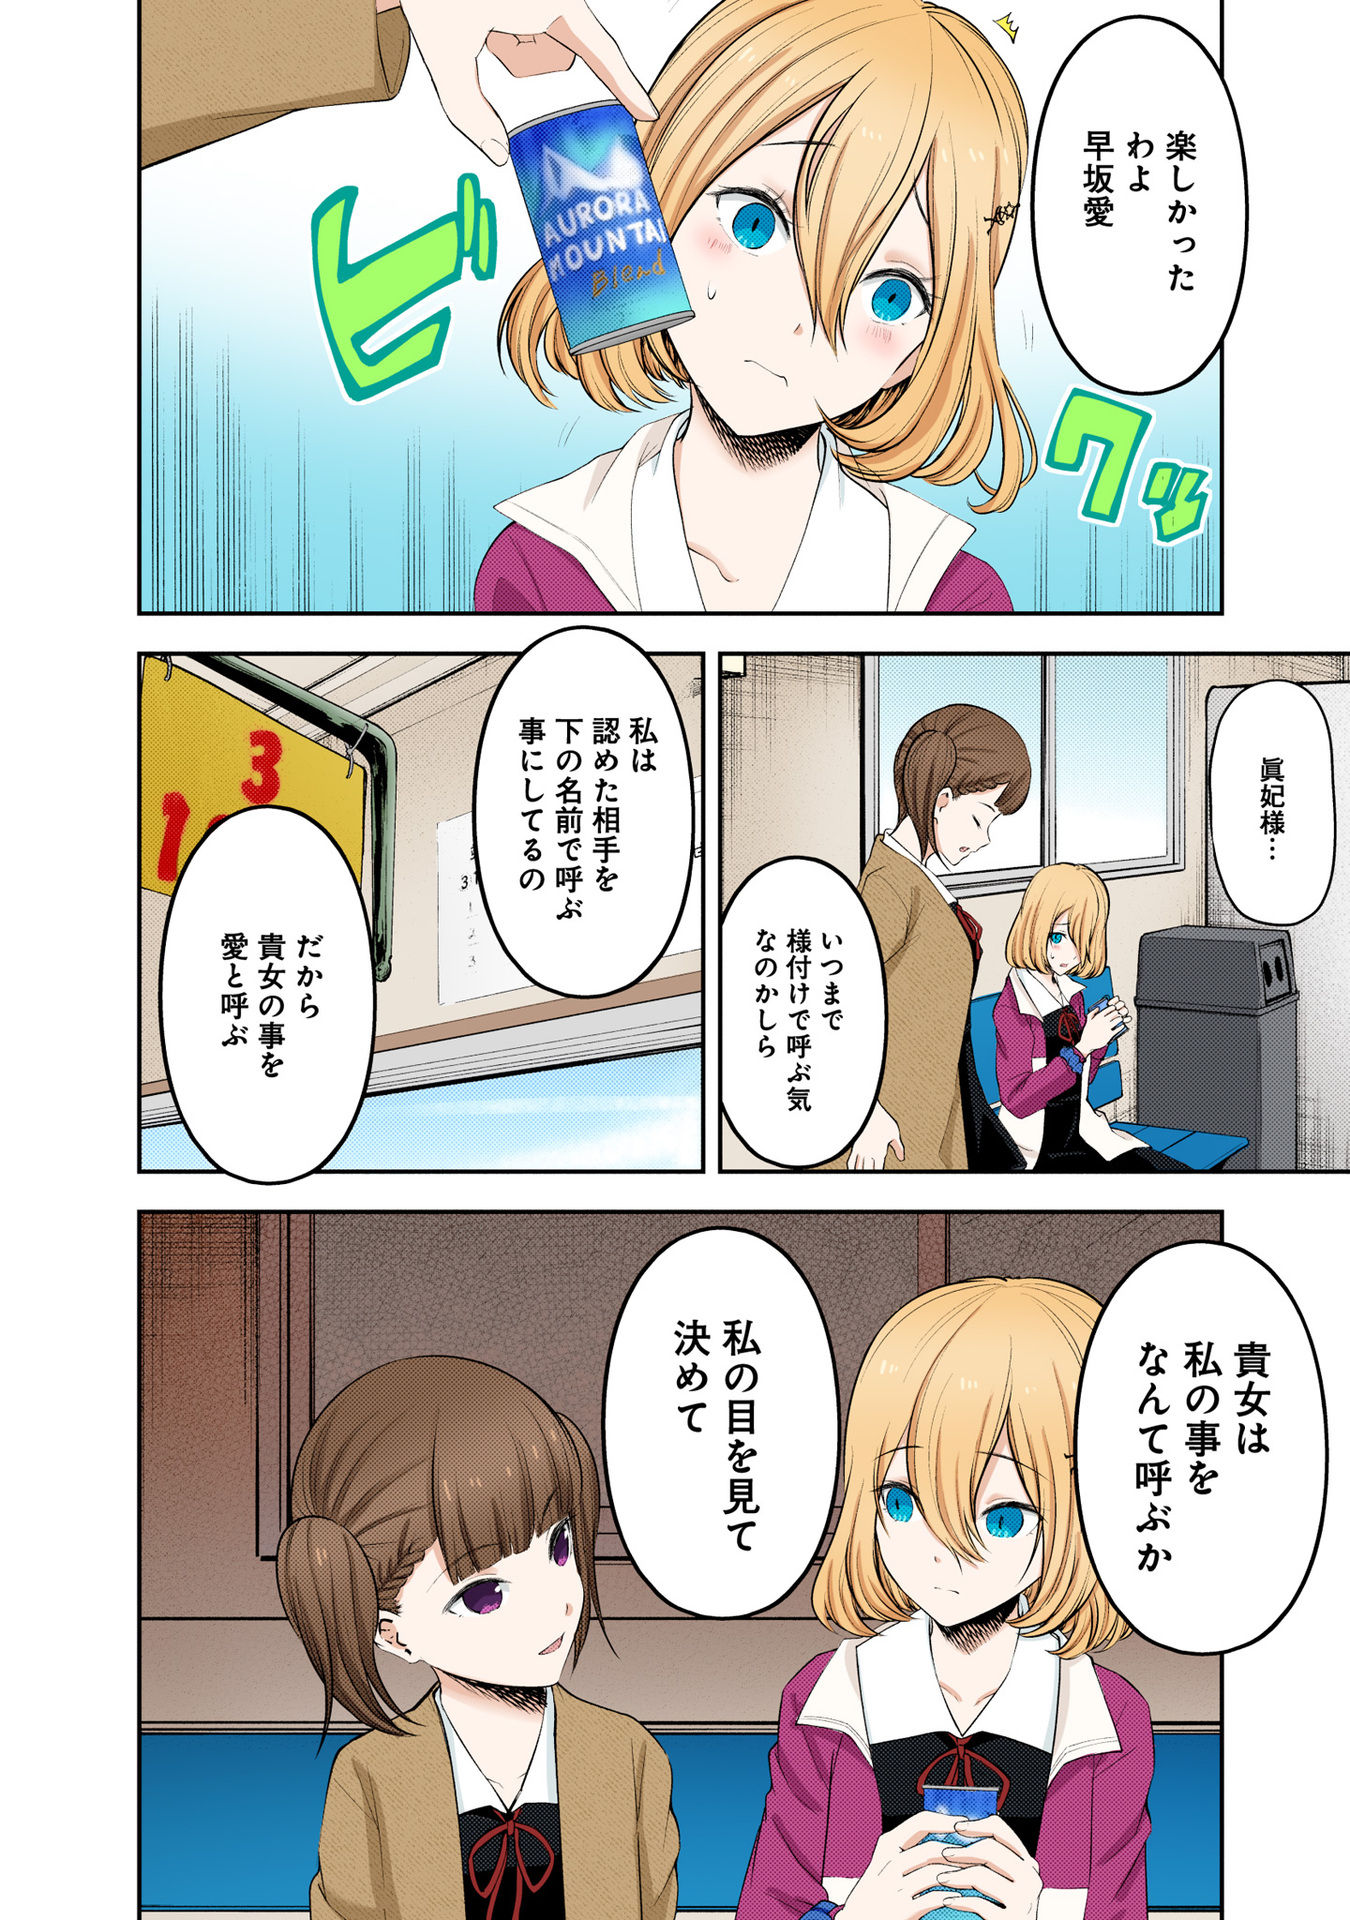 楽しかった
わよ
早坂愛
AURORA
MOUNTAI
Blend
ビ
クッ
眞妃様…
いつまで
様付けで呼ぶ気
なのかしら
私は
認めた相手を
下の名前で呼ぶ
事にしてるの
3
1
だから
貴女の事を
愛と呼ぶ
貴女は
私の事を
なんて呼ぶか
私の目を見て
決めて